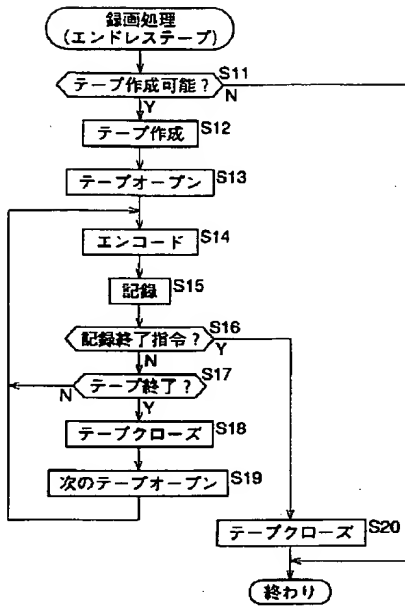 録画処理
(エンドレステープ)
テープ作成可能? S11
N
Y
テープ作成 S12
テープオープン S13
エンコード S14
記録 S15
記録終了指令? S16
Y
N
テープ終了? S17
N
Y
テープクローズ S18
次のテープオープン S19
テープクローズ S20
終わり